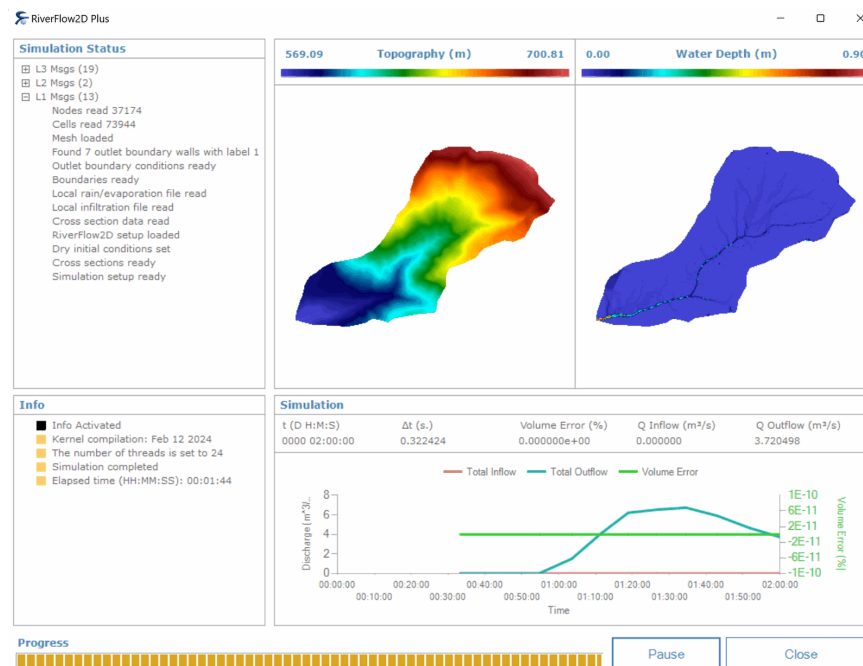 RiverFlow2D Plus
Simulation Status
L3 Msgs (19)
L2 Msgs (2)
L1 Msgs (13)
Nodes read 37174
Cells read 73944
Mesh loaded
Found 7 outlet boundary walls with label 1
Outlet boundary conditions ready
Boundaries ready
Local rain/evaporation file read
Local infiltration file read
Cross section data read
RiverFlow2D setup loaded
Dry initial conditions set
Cross sections ready
Simulation setup ready
569.09 Topography (m) 700.81
0.00 Water Depth (m) 0.90
Info
Info Activated
Kernel compilation: Feb 12 2024
The number of threads is set to 24
Simulation completed
Elapsed time (HH:MM:SS): 00:01:44
Simulation
t (D H:M:S) Δt (s.) Volume Error (%) Q Inflow (m³/s) Q Outflow (m³/s)
0000 02:00:00 0.322424 0.000000e+00 0.000000 3.720498
Total Inflow Total Outflow Volume Error
Discharge (m^3/..
8
6
4
2
0
1E-10
6E-11
2E-11
-2E-11
-6E-11
-1E-10
Volume Error (%)
00:00:00 00:20:00 00:40:00 01:00:00 01:20:00 01:40:00 02:00:00
00:10:00 00:30:00 00:50:00 01:10:00 01:30:00 01:50:00
Time
Progress
Pause Close